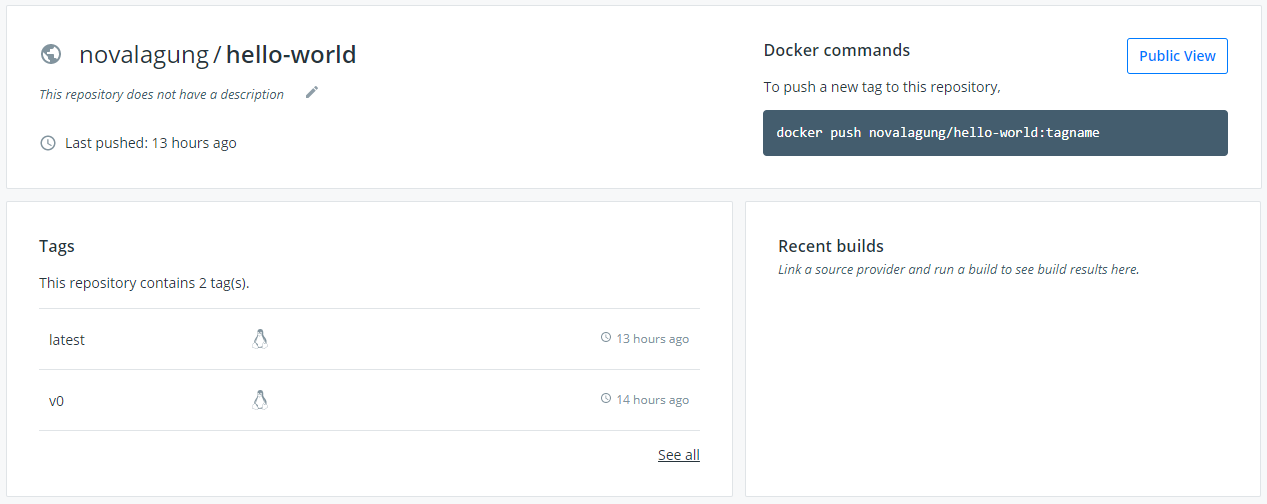 novalagung / hello-world
This repository does not have a description
Last pushed: 13 hours ago
Docker commands
Public View
To push a new tag to this repository,
docker push novalagung/hello-world:tagname
Tags
This repository contains 2 tag(s).
latest 13 hours ago
v0 14 hours ago
See all
Recent builds
Link a source provider and run a build to see build results here.